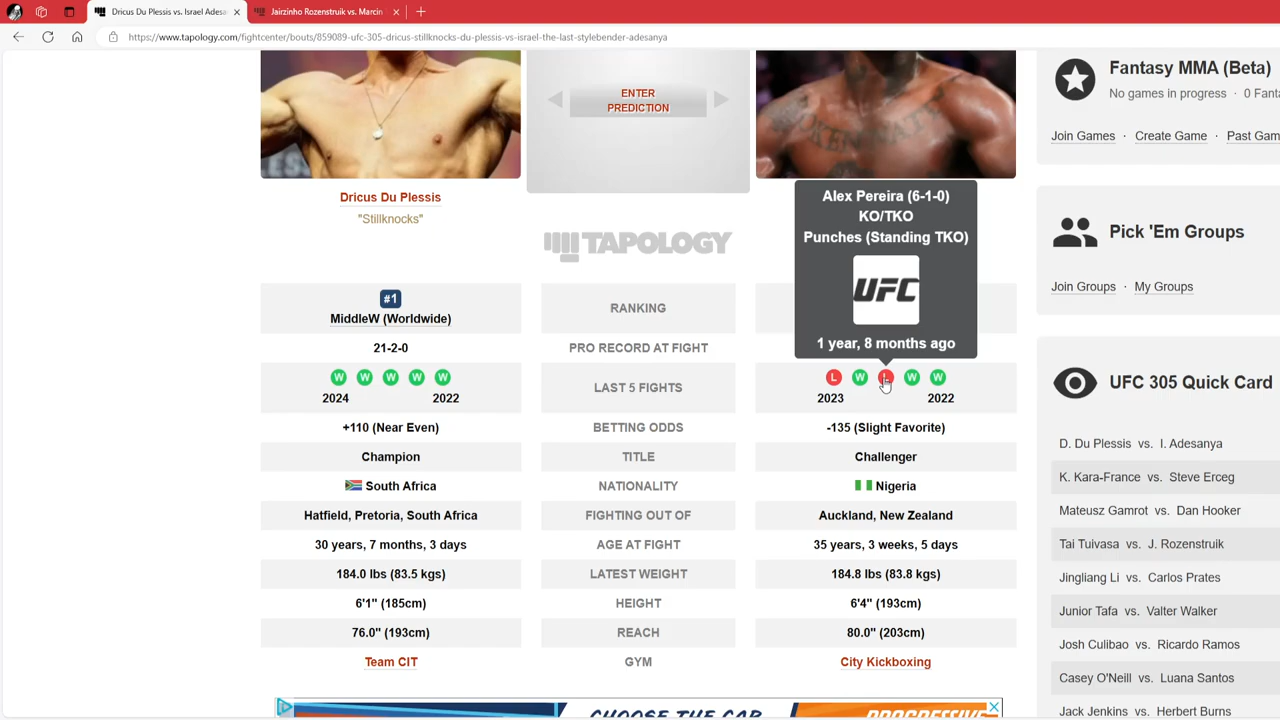 Dricus Du Plessis vs. Israel Ades
Jairzinho Rozenstruik vs. Marcin
https://www.tapology.com/fightcenter/bouts/859089-ufc-305-dricus-stillknocks-du-plessis-vs-israel-the-last-stylebender-adesanya
ENTER
PREDICTION
Dricus Du Plessis
"Stillknocks"
TAPOLOGY
Alex Pereira (6-1-0)
KO/TKO
Punches (Standing TKO)
UFC
1 year, 8 months ago
#1
MiddleW (Worldwide)
RANKING
21-2-0
PRO RECORD AT FIGHT
W W W W W
2024 2022
LAST 5 FIGHTS
L W L W W
2023 2022
+110 (Near Even)
BETTING ODDS
-135 (Slight Favorite)
Champion
TITLE
Challenger
South Africa
NATIONALITY
Nigeria
Hatfield, Pretoria, South Africa
FIGHTING OUT OF
Auckland, New Zealand
30 years, 7 months, 3 days
AGE AT FIGHT
35 years, 3 weeks, 5 days
184.0 lbs (83.5 kgs)
LATEST WEIGHT
184.8 lbs (83.8 kgs)
6'1" (185cm)
HEIGHT
6'4" (193cm)
76.0" (193cm)
REACH
80.0" (203cm)
Team CIT
GYM
City Kickboxing
CHOOSE THE CAR
PROGRESSIVE
Fantasy MMA (Beta)
No games in progress · 0 Fanta
Join Games · Create Game · Past Gam
Pick 'Em Groups
Join Groups · My Groups
UFC 305 Quick Card
D. Du Plessis vs. I. Adesanya
K. Kara-France vs. Steve Erceg
Mateusz Gamrot vs. Dan Hooker
Tai Tuivasa vs. J. Rozenstruik
Jingliang Li vs. Carlos Prates
Junior Tafa vs. Valter Walker
Josh Culibao vs. Ricardo Ramos
Casey O'Neill vs. Luana Santos
Jack Jenkins vs. Herbert Burns